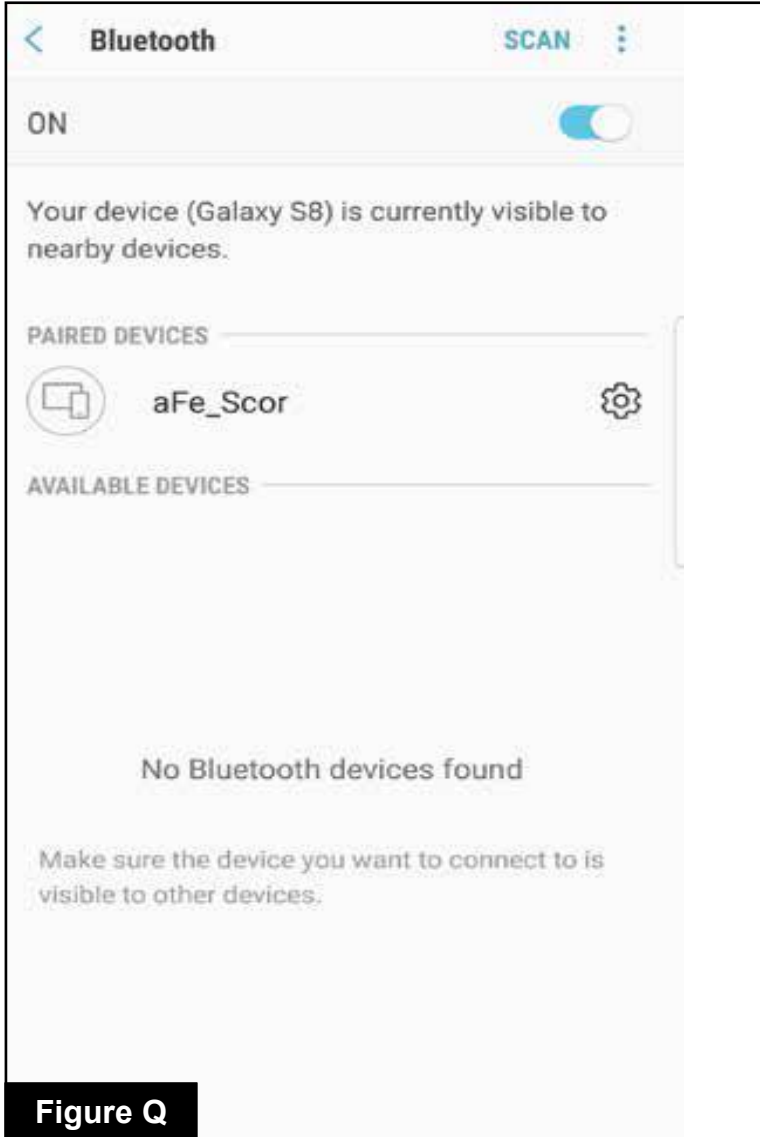 Bluetooth SCAN
ON
Your device (Galaxy S8) is currently visible to
nearby devices.
PAIRED DEVICES
aFe_Scor
AVAILABLE DEVICES
No Bluetooth devices found
Make sure the device you want to connect to is
visible to other devices.
Figure Q